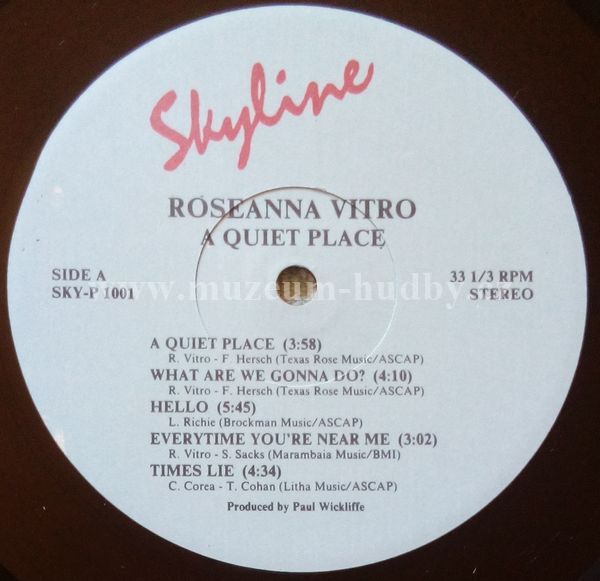 Skyline
ROSEANNA VITRO
A QUIET PLACE
SIDE A
SKY-P 1001
33 1/3 RPM
STEREO
www.muzeum-hudby.cz
A QUIET PLACE (3:58)
R. Vitro - F. Hersch (Texas Rose Music/ASCAP)
WHAT ARE WE GONNA DO? (4:10)
R. Vitro - F. Hersch (Texas Rose Music/ASCAP)
HELLO (5:45)
L. Richie (Brockman Music/ASCAP)
EVERYTIME YOU'RE NEAR ME (3:02)
R. Vitro - S. Sacks (Marambaia Music/BMI)
TIMES LIE (4:34)
C. Corea - T. Cohan (Litha Music/ASCAP)
Produced by Paul Wickliffe